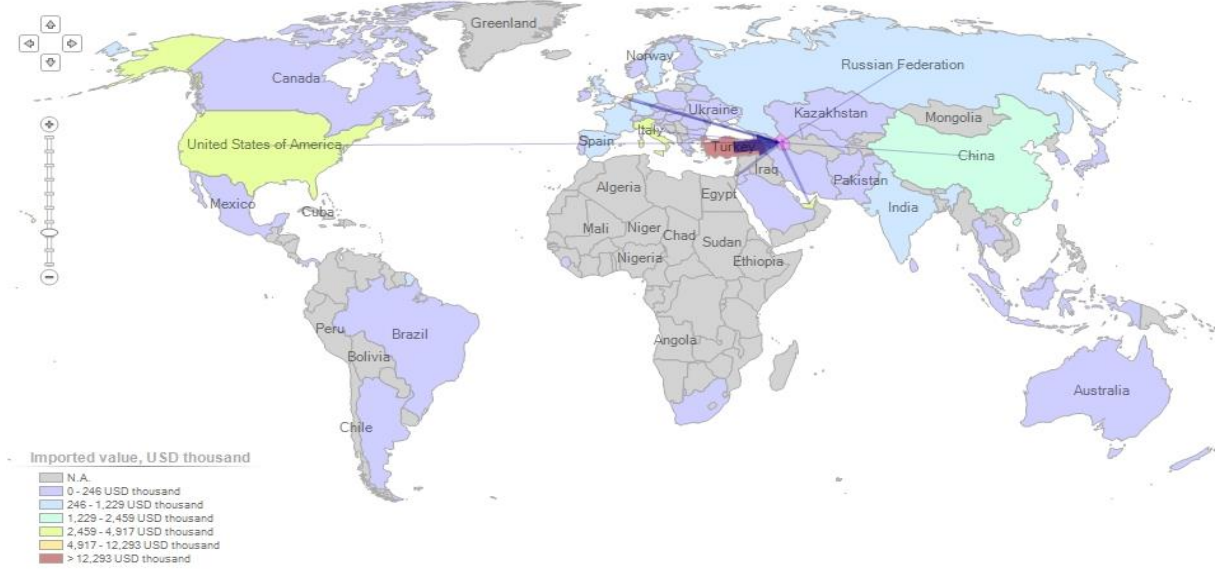 Greenland
Norway
Russian Federation
Canada
Ukraine
Kazakhstan
Mongolia
Italy
United States of America
Spain
Turkey
China
Iraq
Pakistan
Mexico
Cuba
Algeria
Egypt
India
Mali
Niger
Chad
Sudan
Nigeria
Ethiopia
Peru
Brazil
Angola
Bolivia
Australia
Chile
Imported value, USD thousand
N.A.
0 - 246 USD thousand
246 - 1,229 USD thousand
1,229 - 2,459 USD thousand
2,459 - 4,917 USD thousand
4,917 - 12,293 USD thousand
> 12,293 USD thousand